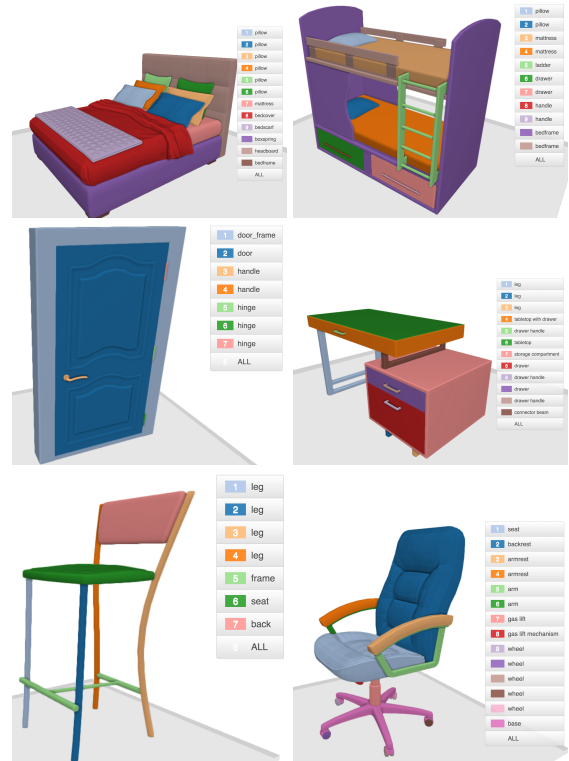 1 pillow
2 pillow
3 pillow
4 pillow
5 pillow
6 pillow
7 mattress
8 bedcover
9 bedscarf
boxspring
headboard
bedframe
ALL
1 pillow
2 pillow
3 mattress
4 mattress
5 ladder
6 drawer
7 drawer
8 handle
9 handle
bedframe
bedframe
ALL
1 door_frame
2 door
3 handle
4 handle
5 hinge
6 hinge
7 hinge
8 ALL
1 leg
2 leg
3 leg
4 tabletop with drawer
5 drawer handle
6 tabletop
7 storage compartment
8 drawer
9 drawer handle
drawer
drawer handle
connector beam
ALL
1 leg
2 leg
3 leg
4 leg
5 frame
6 seat
7 back
8 ALL
1 seat
2 backrest
3 armrest
4 armrest
5 arm
6 arm
7 gas lift
8 gas lift mechanism
9 wheel
wheel
wheel
wheel
wheel
base
ALL